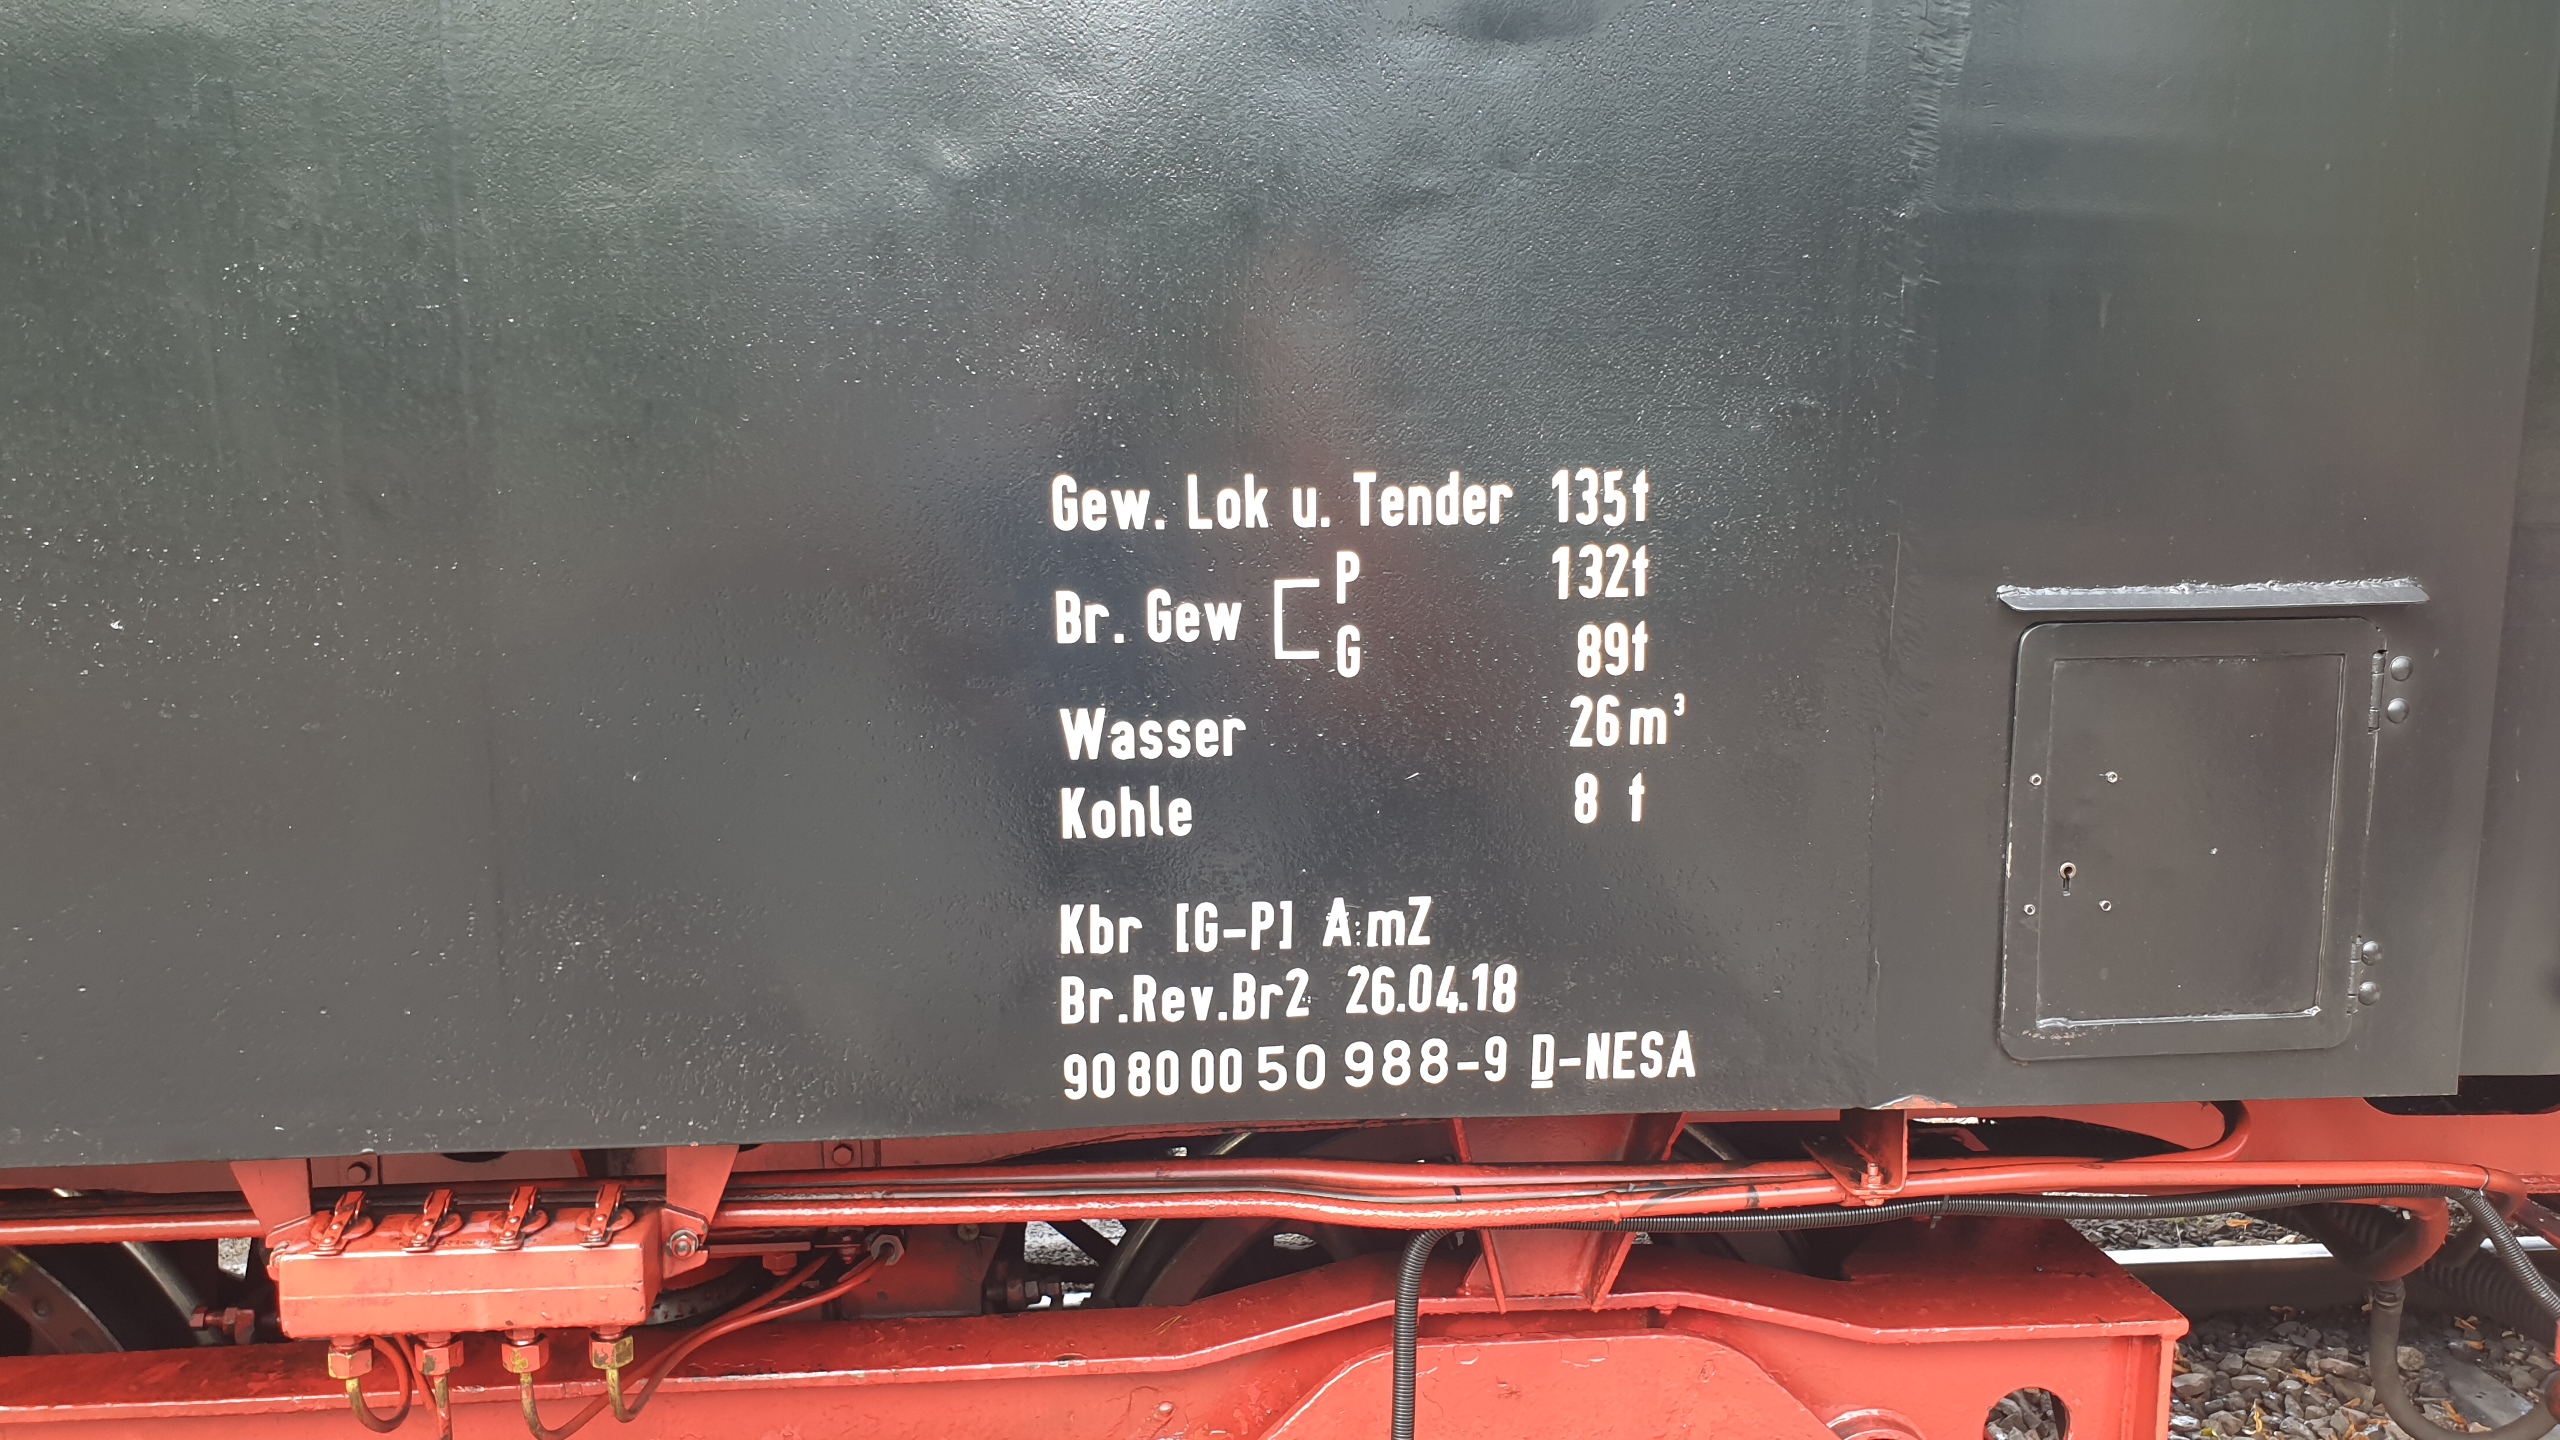 Gew. Lok u. Tender 135t
P 132t
Br. Gew
G 89t
Wasser 26m³
Kohle 8 t
Kbr [G-P] A mZ
Br.Rev.Br2 26.04.18
90 80 00 50 988-9 D-NESA